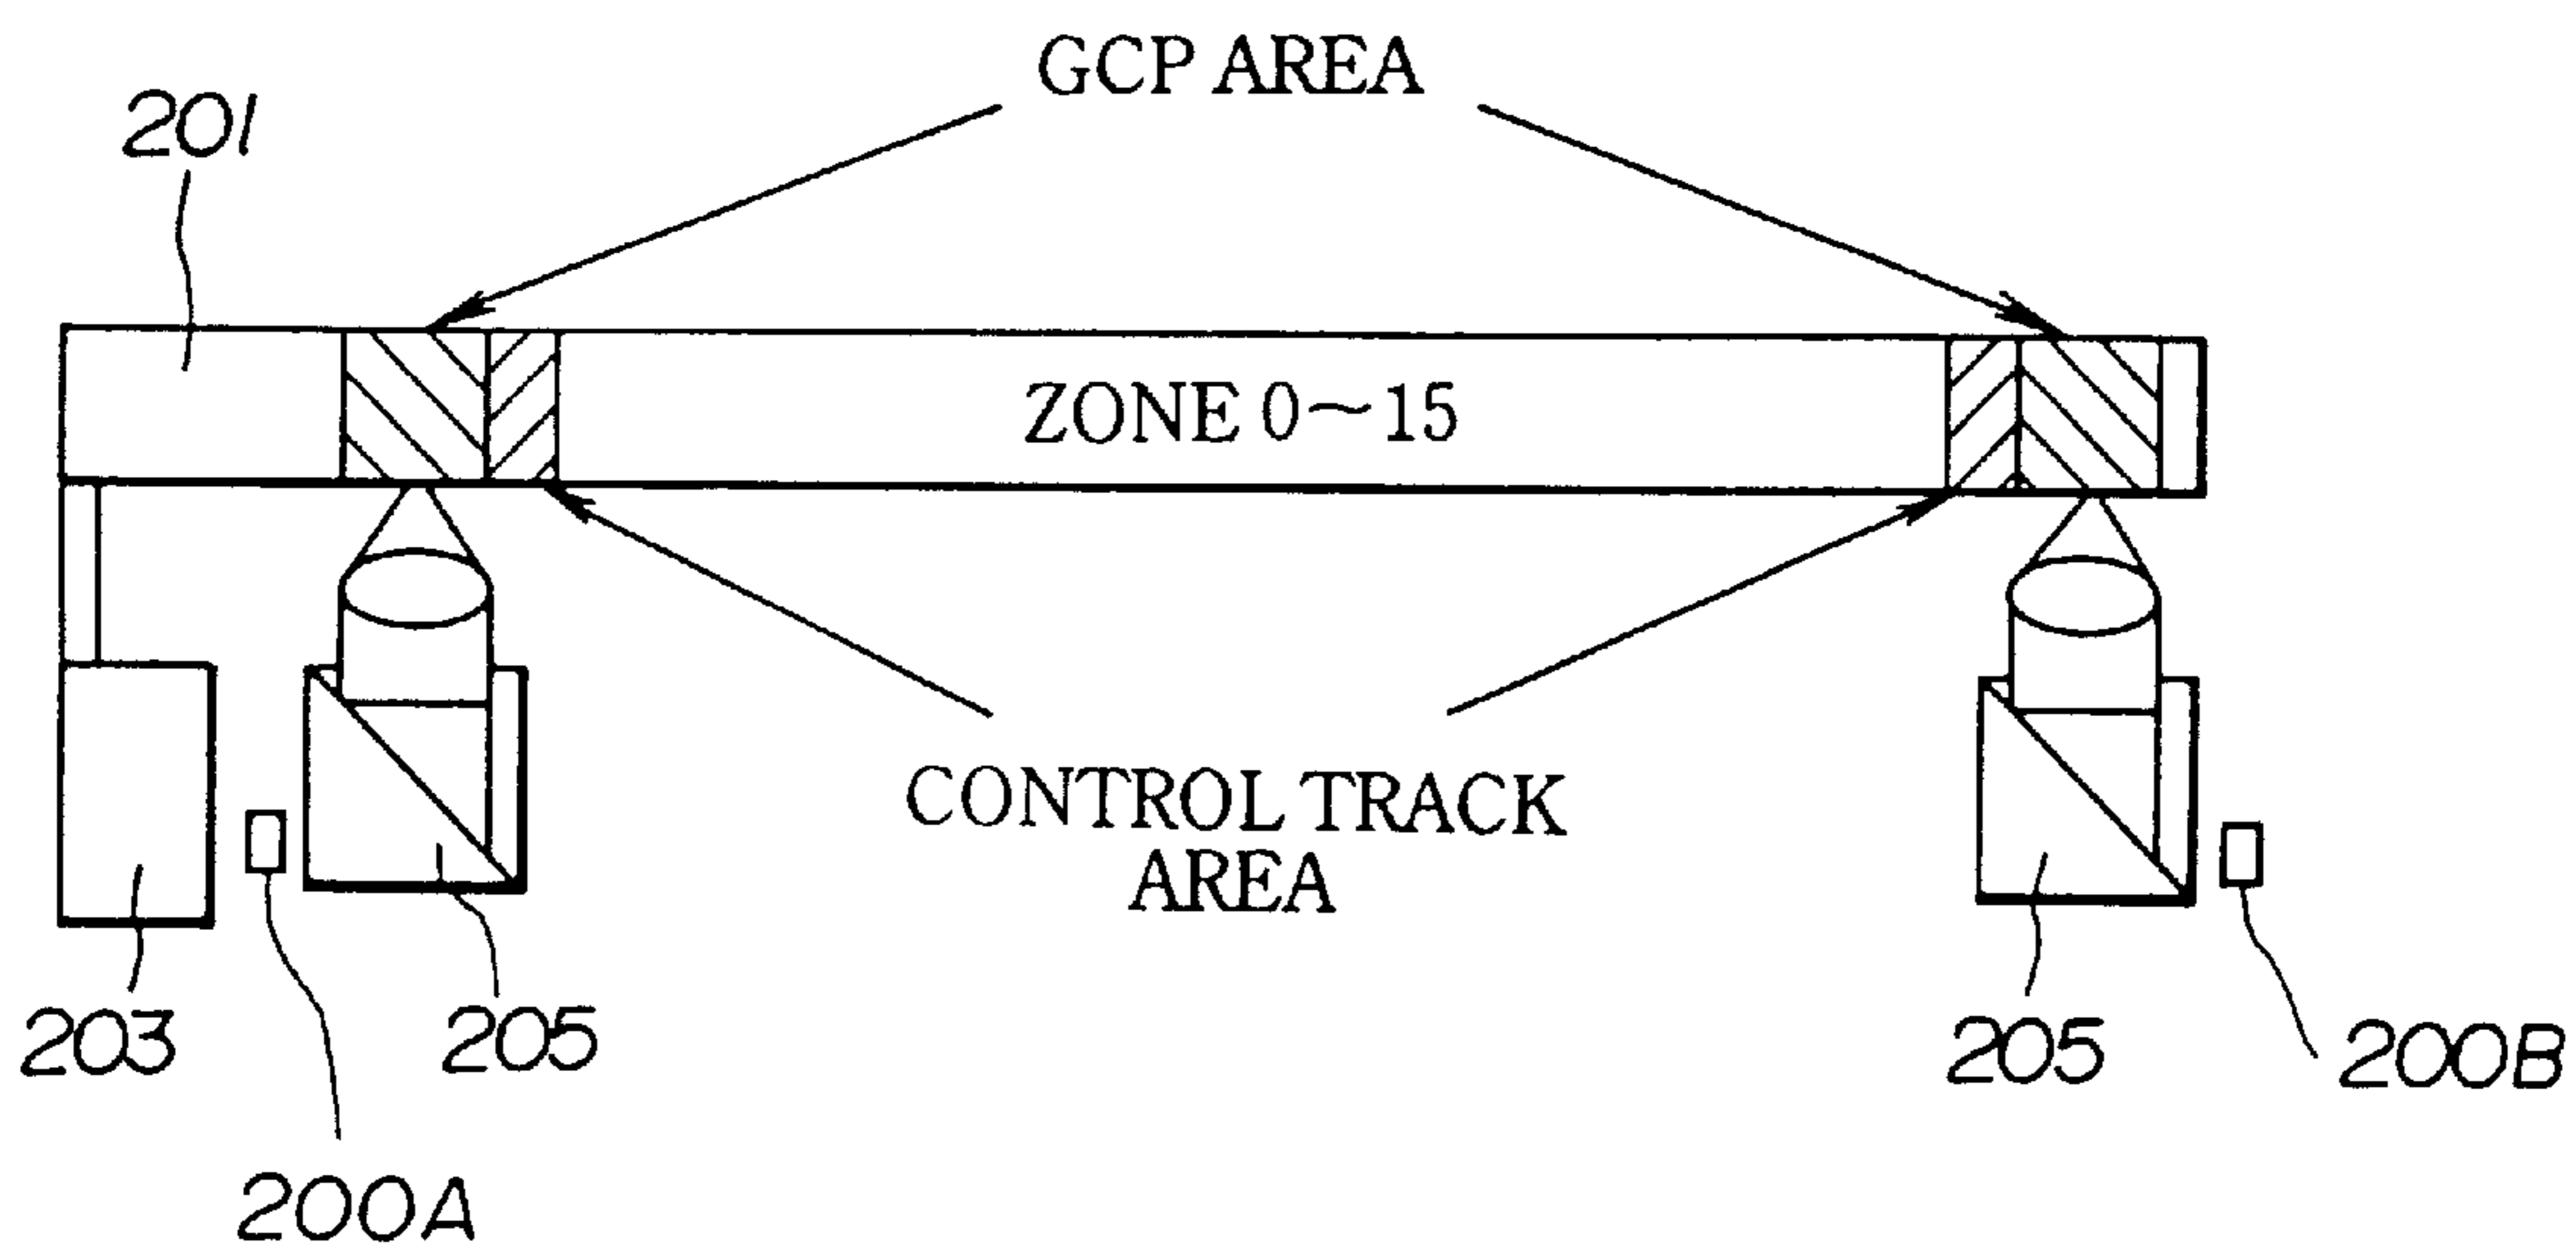 GCP AREA
201
ZONE 0~15
CONTROL TRACK
AREA
203
205
205
200B
200A